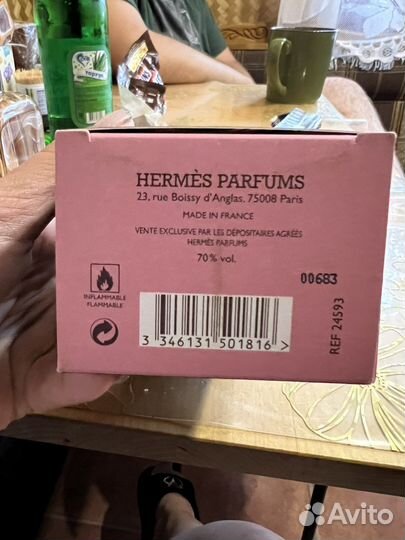 Тархун
HERMÈS PARFUMS
23, rue Boissy d'Anglas. 75008 Paris
MADE IN FRANCE
VENTE EXCLUSIVE PAR LES DÉPOSITAIRES AGRÉÉS
HERMÈS PARFUMS
70% vol.
00683
INFLAMMABLE
FLAMMABLE
3 346131 501816 >
REF 24593
Avito